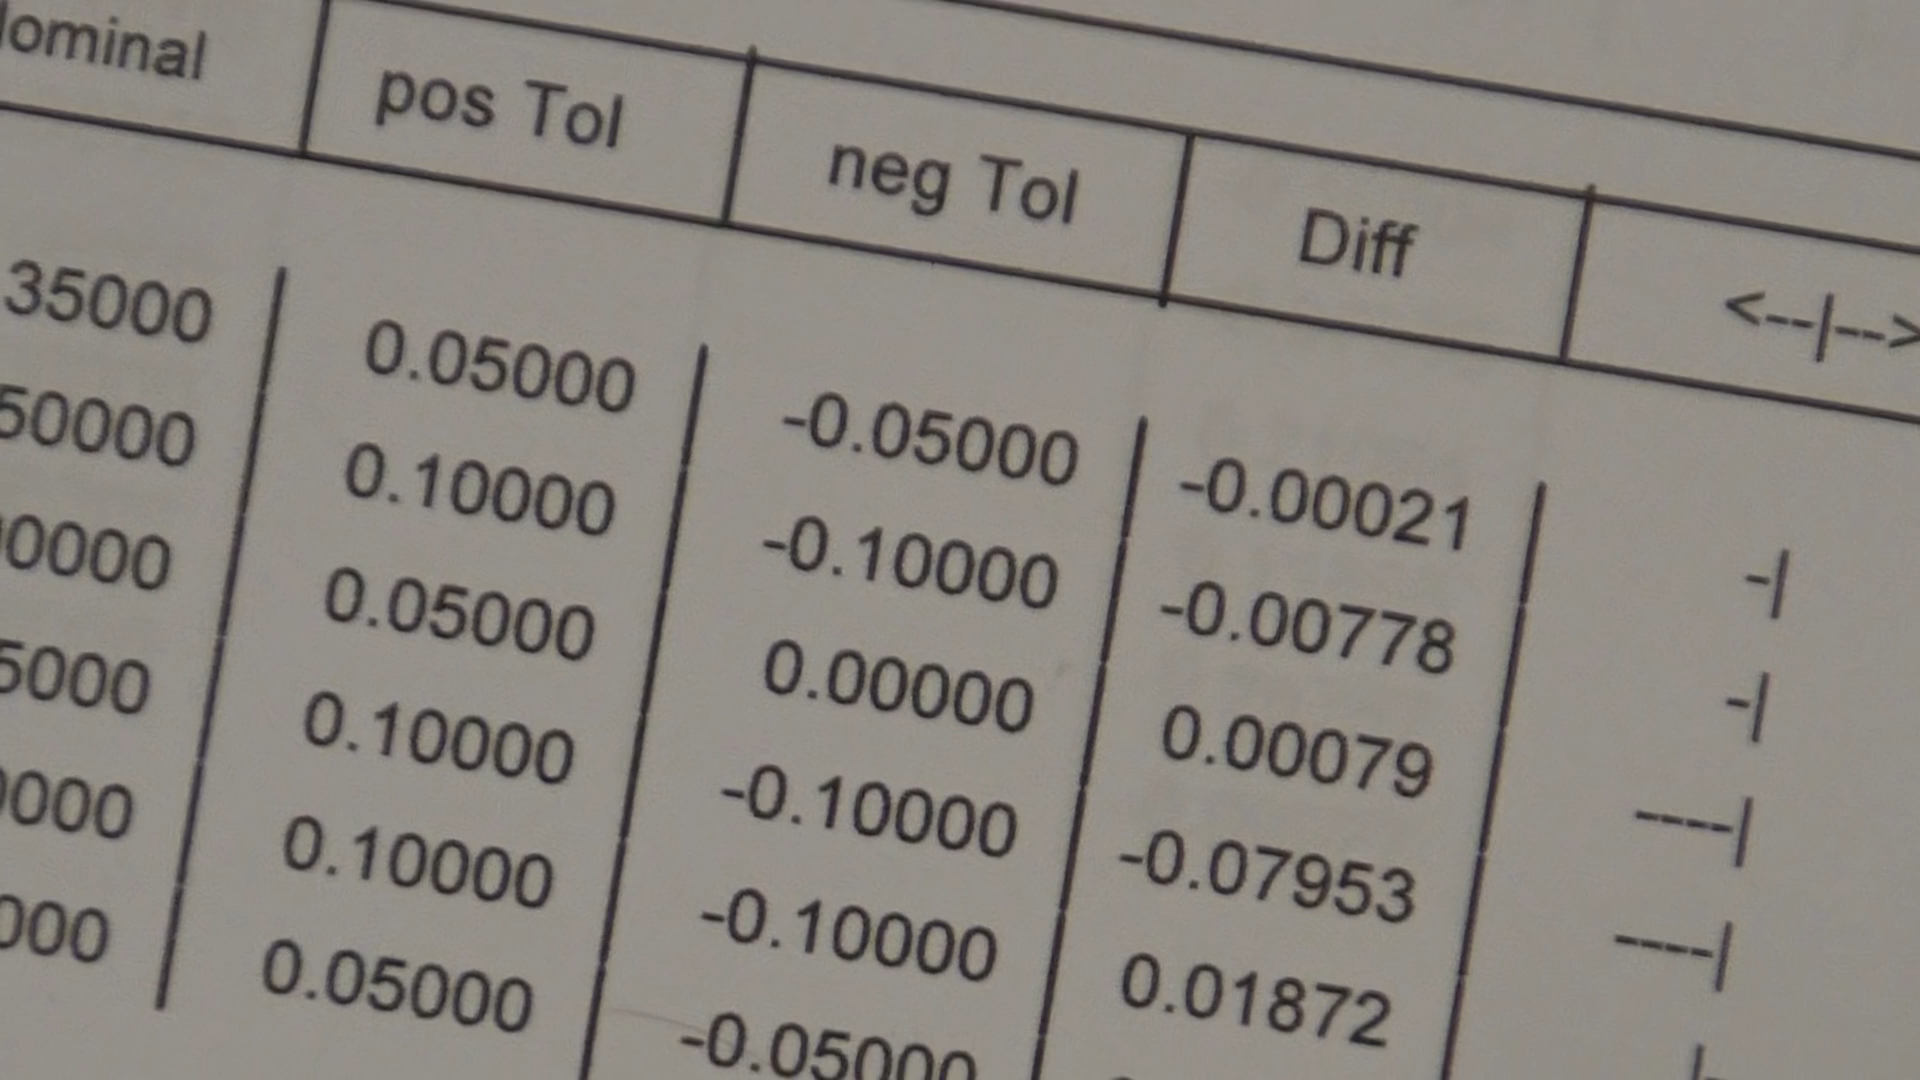 ominal pos Tol neg Tol Diff <--|-->
35000 0.05000 -0.05000 -0.00021 -|
50000 0.10000 -0.10000 -0.00778 -|
0000 0.05000 0.00000 0.00079 ----|
5000 0.10000 -0.10000 -0.07953 ----|
000 0.10000 -0.10000 0.01872
000 0.05000 -0.05000